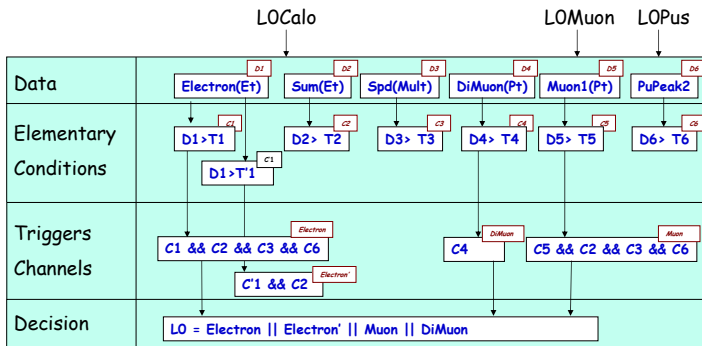 L0Calo L0Muon L0Pus
D1 D2 D3 D4 D5 D6
Data Electron(Et) Sum(Et) Spd(Mult) DiMuon(Pt) Muon1(Pt) PuPeak2
C1 C2 C3 C4 C5 C6
Elementary D1>T1 D2> T2 D3> T3 D4> T4 D5> T5 D6> T6
C'1
Conditions D1>T'1
Electron DiMuon Muon
Triggers C1 && C2 && C3 && C6 C4 C5 && C2 && C3 && C6
Electron'
Channels C'1 && C2
Decision L0 = Electron || Electron' || Muon || DiMuon